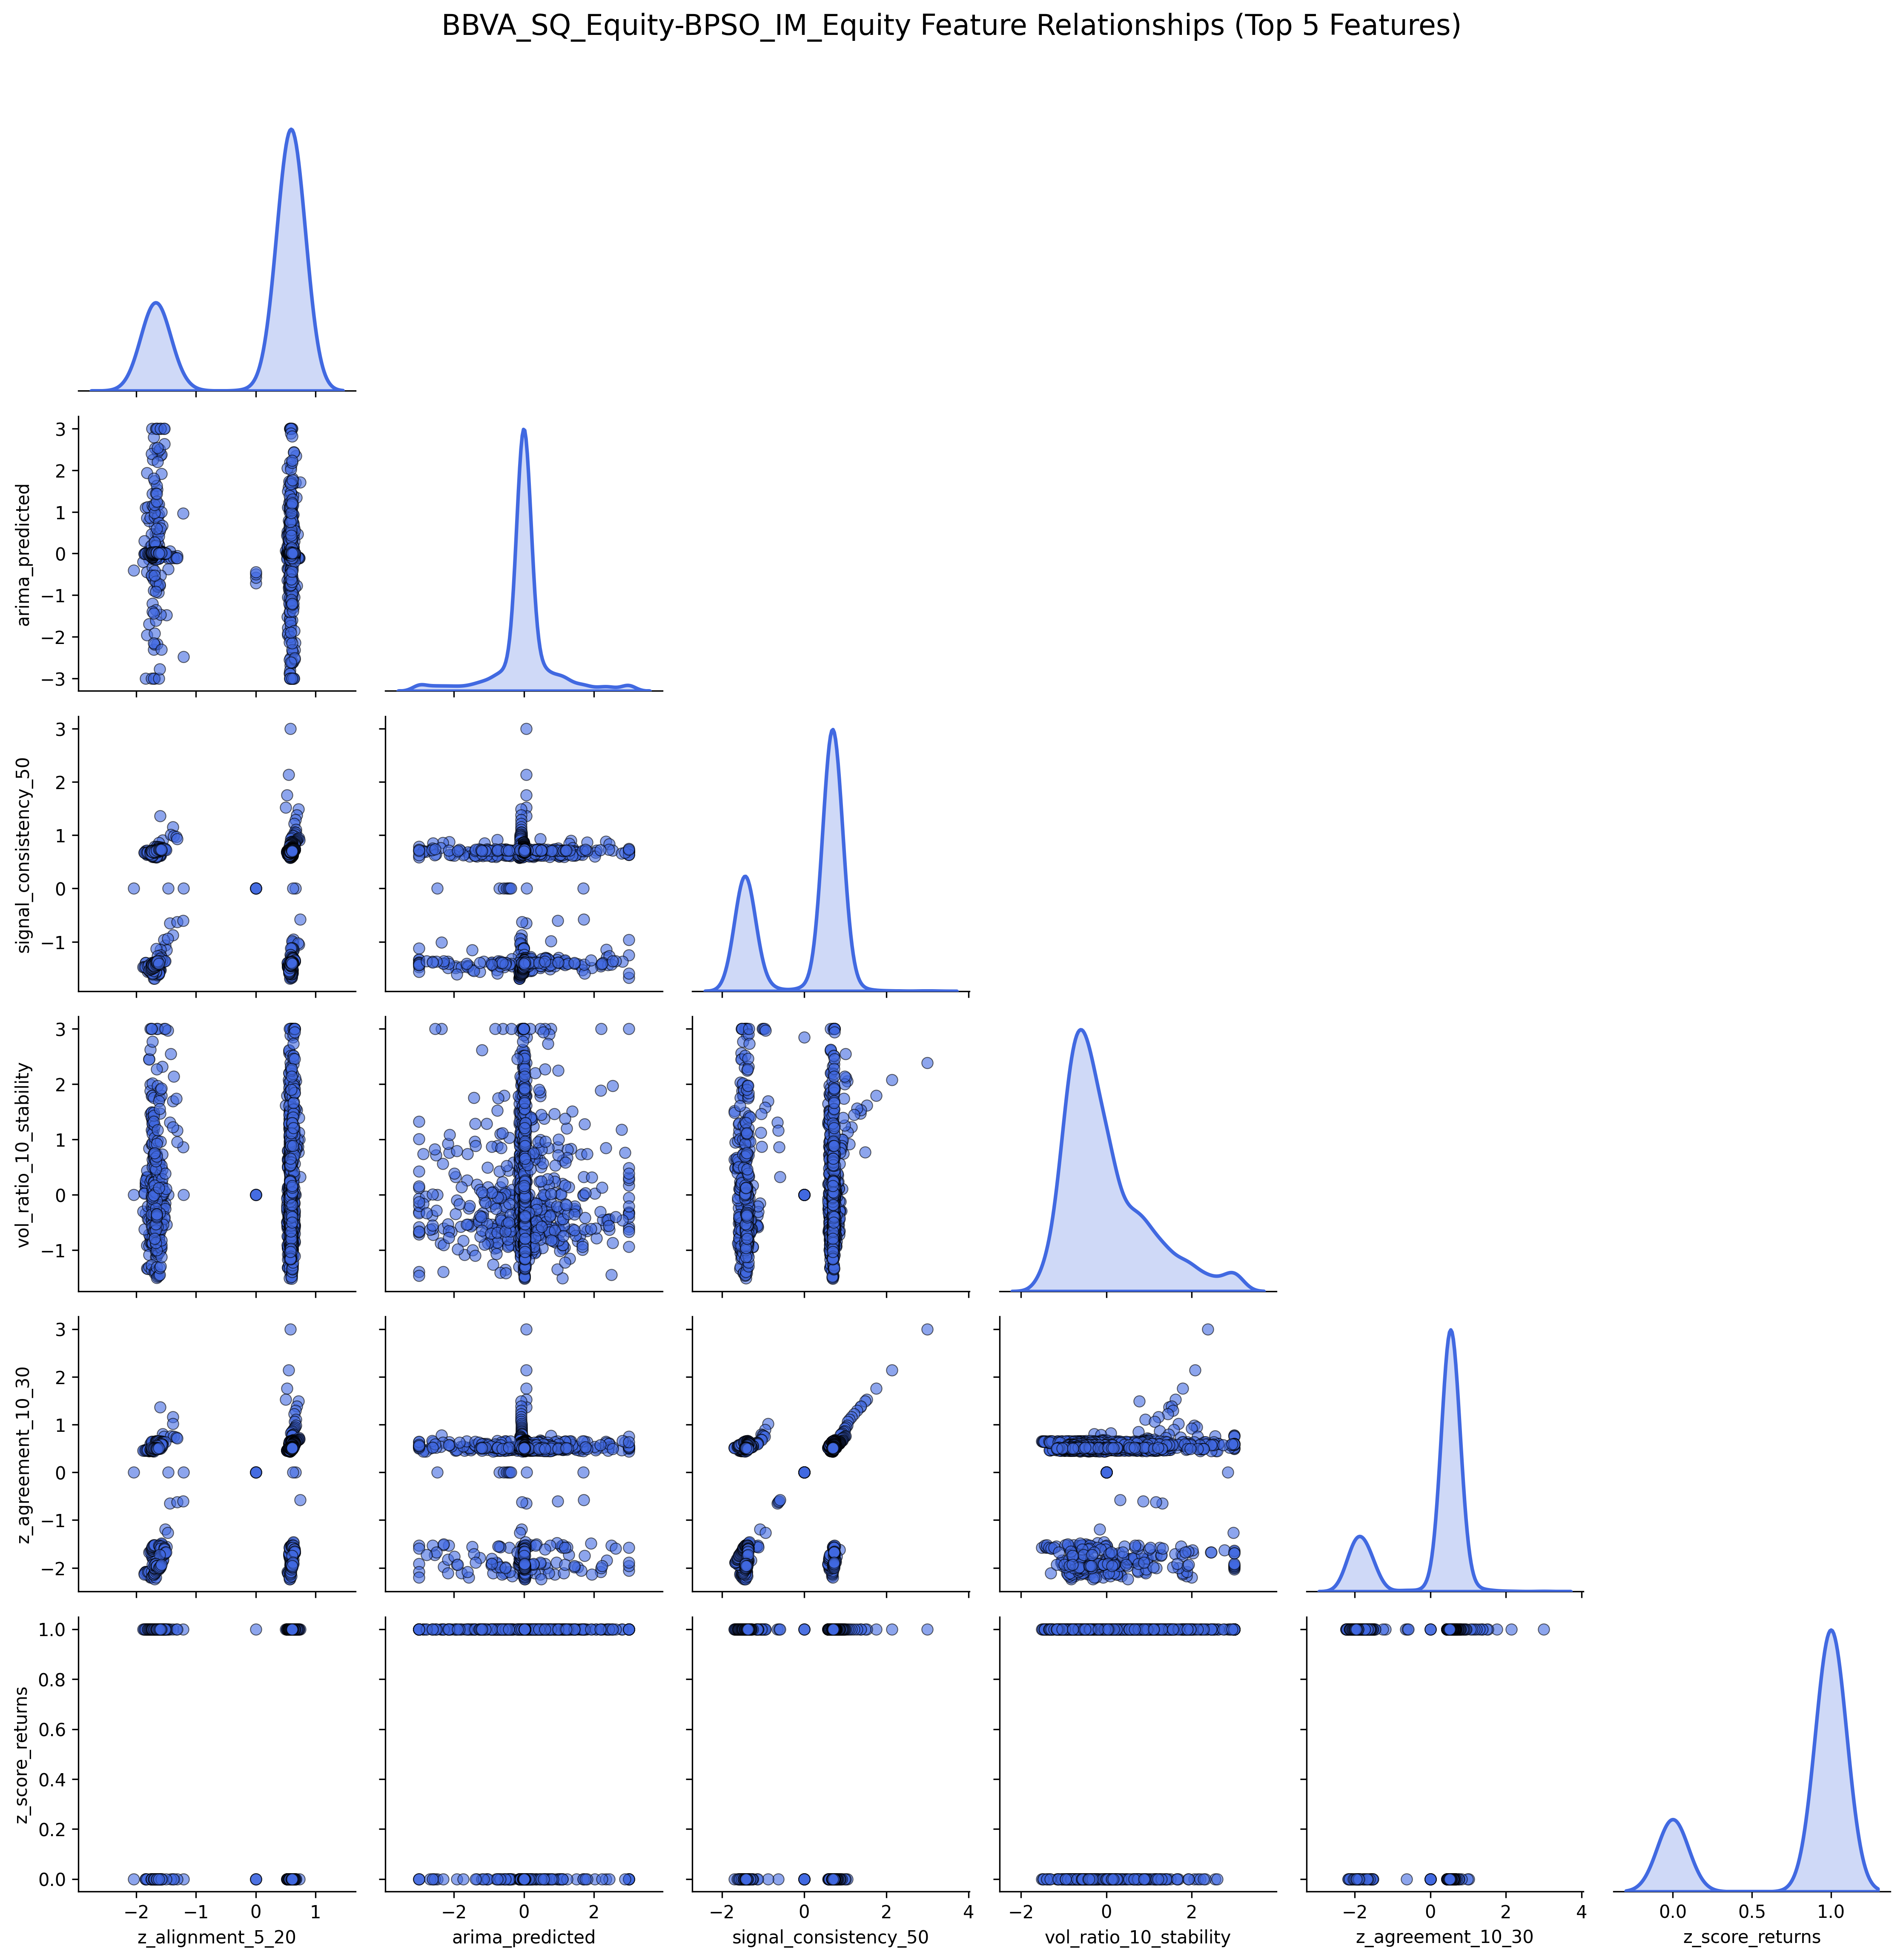 BBVA_SQ_Equity-BPSO_IM_Equity Feature Relationships (Top 5 Features)
arima_predicted
3
2
1
0
−1
−2
−3
signal_consistency_50
3
2
1
0
−1
vol_ratio_10_stability
3
2
1
0
−1
z_agreement_10_30
3
2
1
0
−1
−2
z_score_returns
1.0
0.8
0.6
0.4
0.2
0.0
−2 −1 0 1
−2 0 2
−2 0 2 4
−2 0 2
−2 0 2 4
0.0 0.5 1.0
z_alignment_5_20
arima_predicted
signal_consistency_50
vol_ratio_10_stability
z_agreement_10_30
z_score_returns